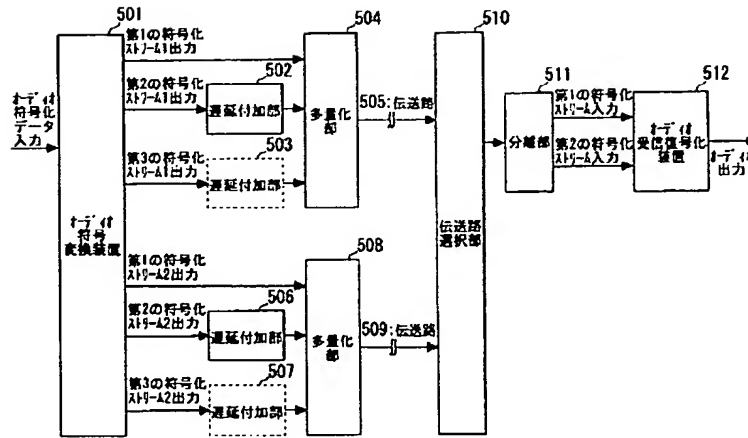 501
オーディオ
符号化
データ
入力
オーディオ
符号
変換装置
第1の符号化
ストリーム1出力
第2の符号化
ストリーム1出力
502
遅延付加部
第3の符号化
ストリーム1出力
503
遅延付加部
504
多重化
部
505:伝送路
第1の符号化
ストリーム2出力
第2の符号化
ストリーム2出力
506
遅延付加部
第3の符号化
ストリーム2出力
507
遅延付加部
508
多重化
部
509:伝送路
510
伝送路
選択部
511
分離部
第1の符号化
ストリーム入力
第2の符号化
ストリーム入力
512
オーディオ
受信復号化
装置
オーディオ
出力